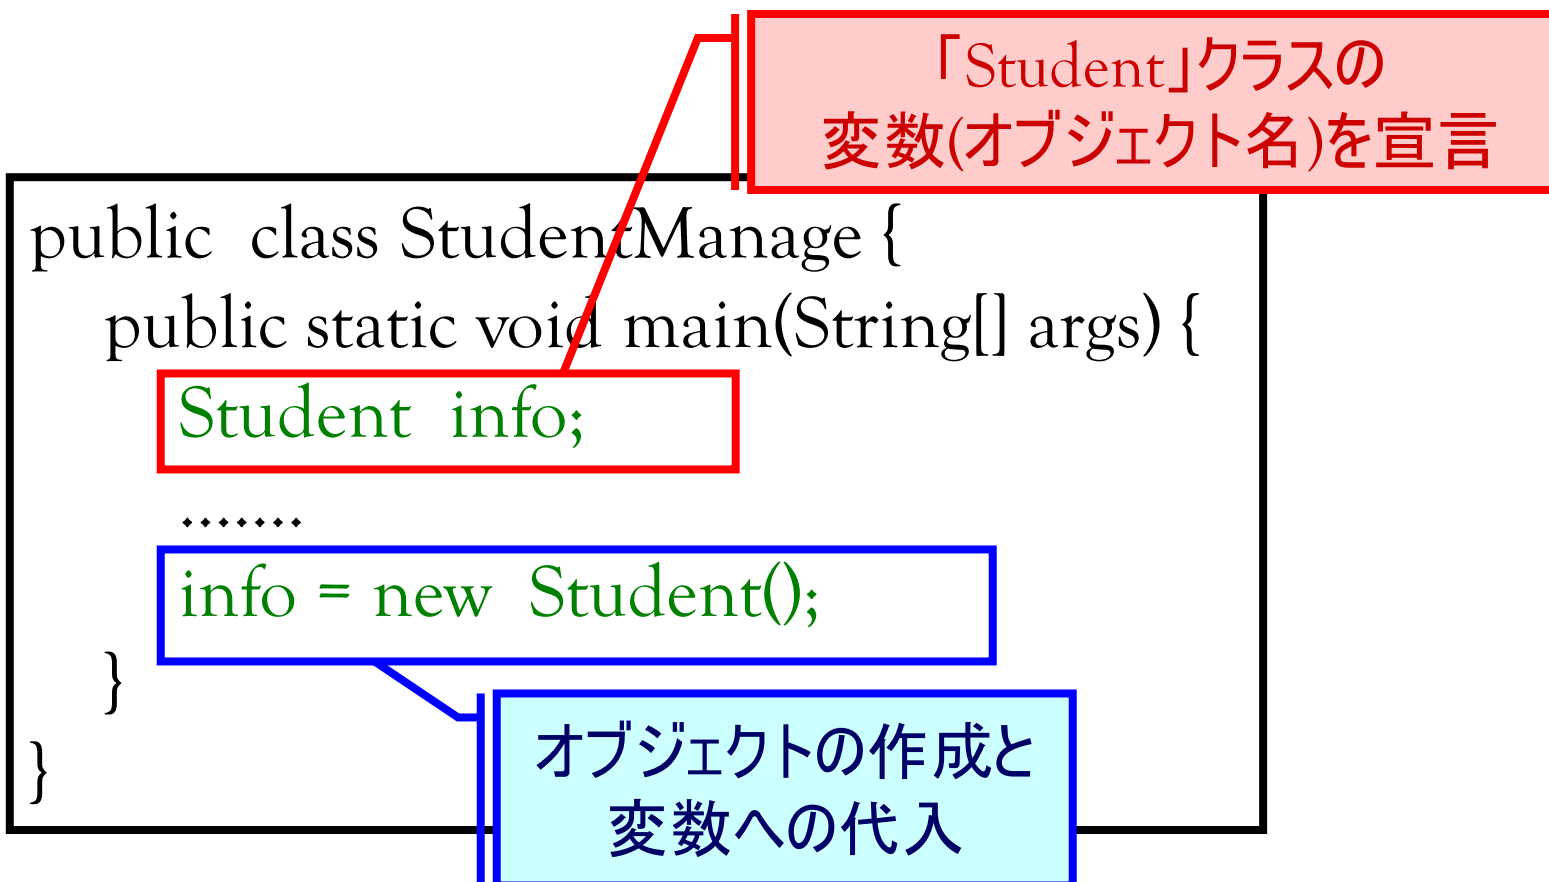 「Student」クラスの
変数(オブジェクト名)を宣言
public class StudentManage {
public static void main(String[] args) {
Student info;
.......
info = new Student();
}
}
オブジェクトの作成と
変数への代入